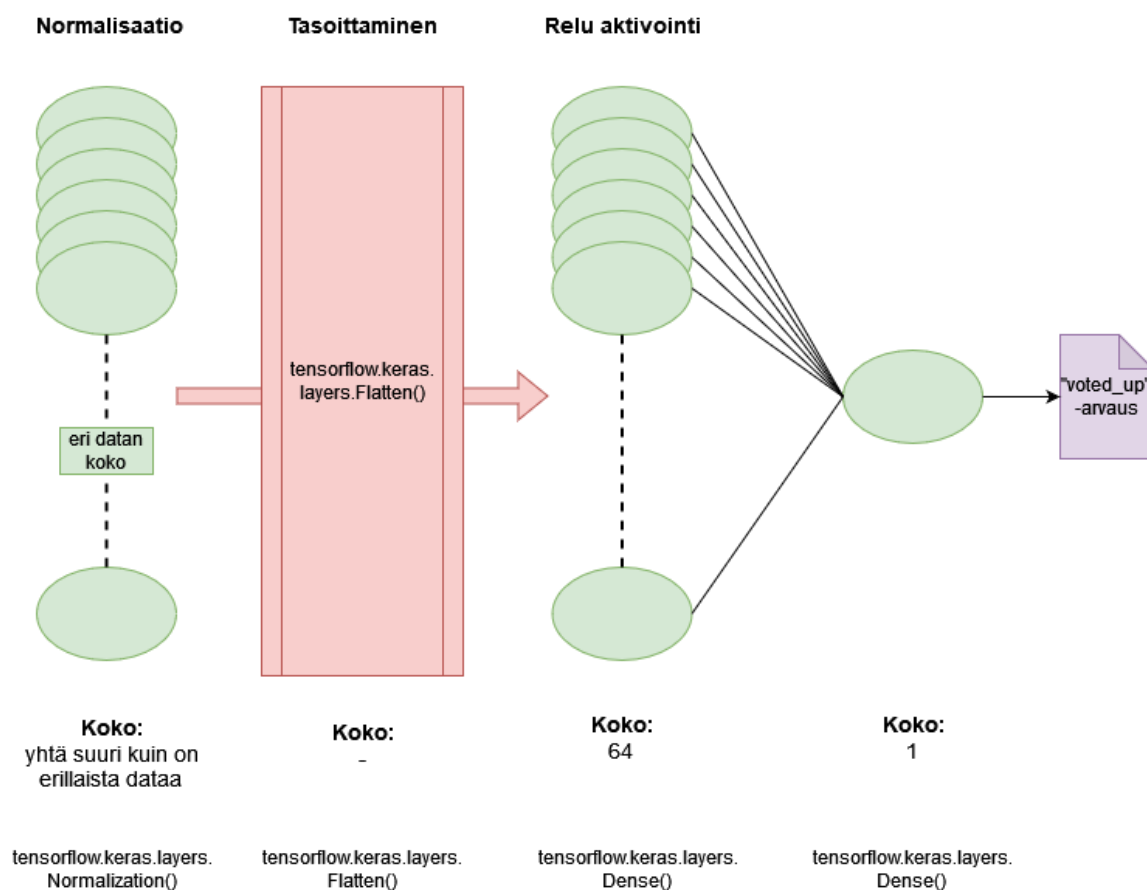 Normalisaatio
Tasoittaminen
Relu aktivointi
tensorflow.keras.
layers.Flatten()
eri datan
koko
"voted_up"
-arvaus
Koko:
yhtä suuri kuin on
erillaista dataa
Koko:
-
Koko:
64
Koko:
1
tensorflow.keras.layers.
Normalization()
tensorflow.keras.layers.
Flatten()
tensorflow.keras.layers.
Dense()
tensorflow.keras.layers.
Dense()